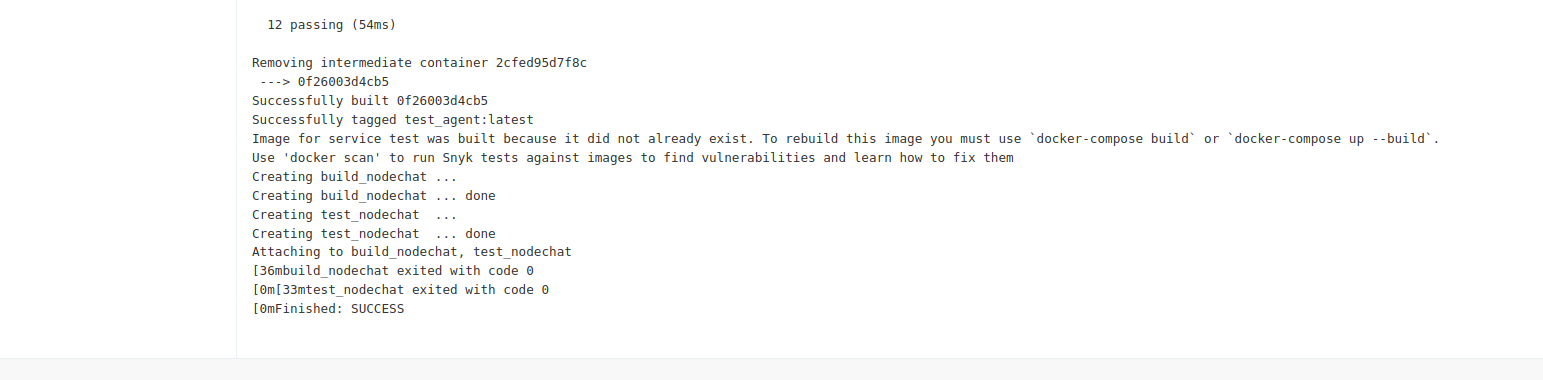 12 passing (54ms)
Removing intermediate container 2cfed95d7f8c
---> 0f26003d4cb5
Successfully built 0f26003d4cb5
Successfully tagged test_agent:latest
Image for service test was built because it did not already exist. To rebuild this image you must use `docker-compose build` or `docker-compose up --build`.
Use 'docker scan' to run Snyk tests against images to find vulnerabilities and learn how to fix them
Creating build_nodechat ...
Creating build_nodechat ... done
Creating test_nodechat  ...
Creating test_nodechat  ... done
Attaching to build_nodechat, test_nodechat
[36mbuild_nodechat exited with code 0
[0m[33mtest_nodechat exited with code 0
[0mFinished: SUCCESS